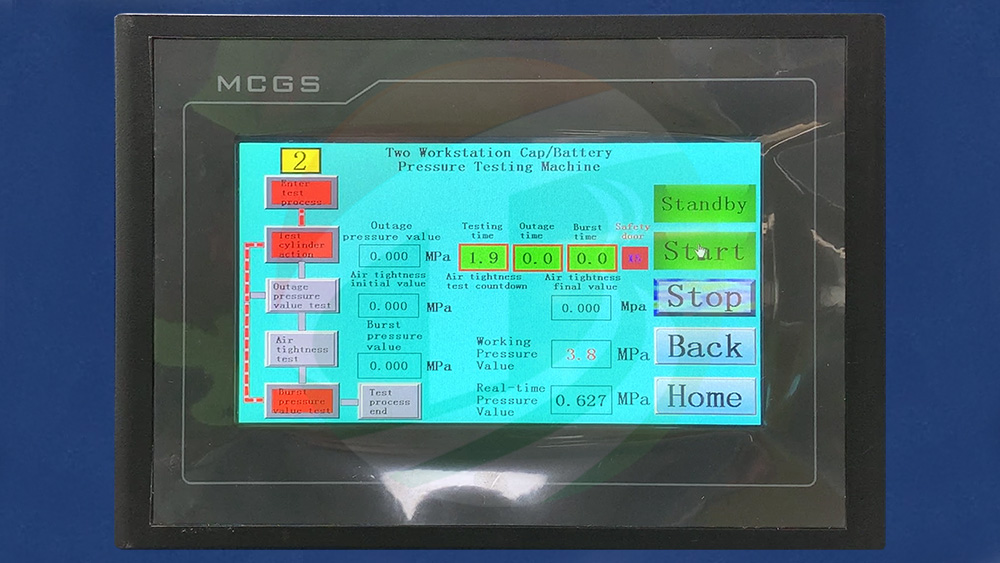 MCGS
2
Two Workstation Cap/Battery
Pressure Testing Machine
Enter
test
process
Test
cylinder
action
Outage
pressure
value test
Air
tightness
test
Burst
pressure
value test
Test
process
end
Outage
pressure value
0.000 MPa
Air tightness
initial value
0.000 MPa
Burst
pressure
value
0.000 MPa
Testing
time
1.9
Outage
time
0.0
Burst
time
0.0
Safety
door
Air tightness
test countdown
Air tightness
final value
0.000 Mpa
Working
Pressure
Value
3.8 MPa
Real-time
Pressure
Value
0.627 MPa
Standby
Start
Stop
Back
Home